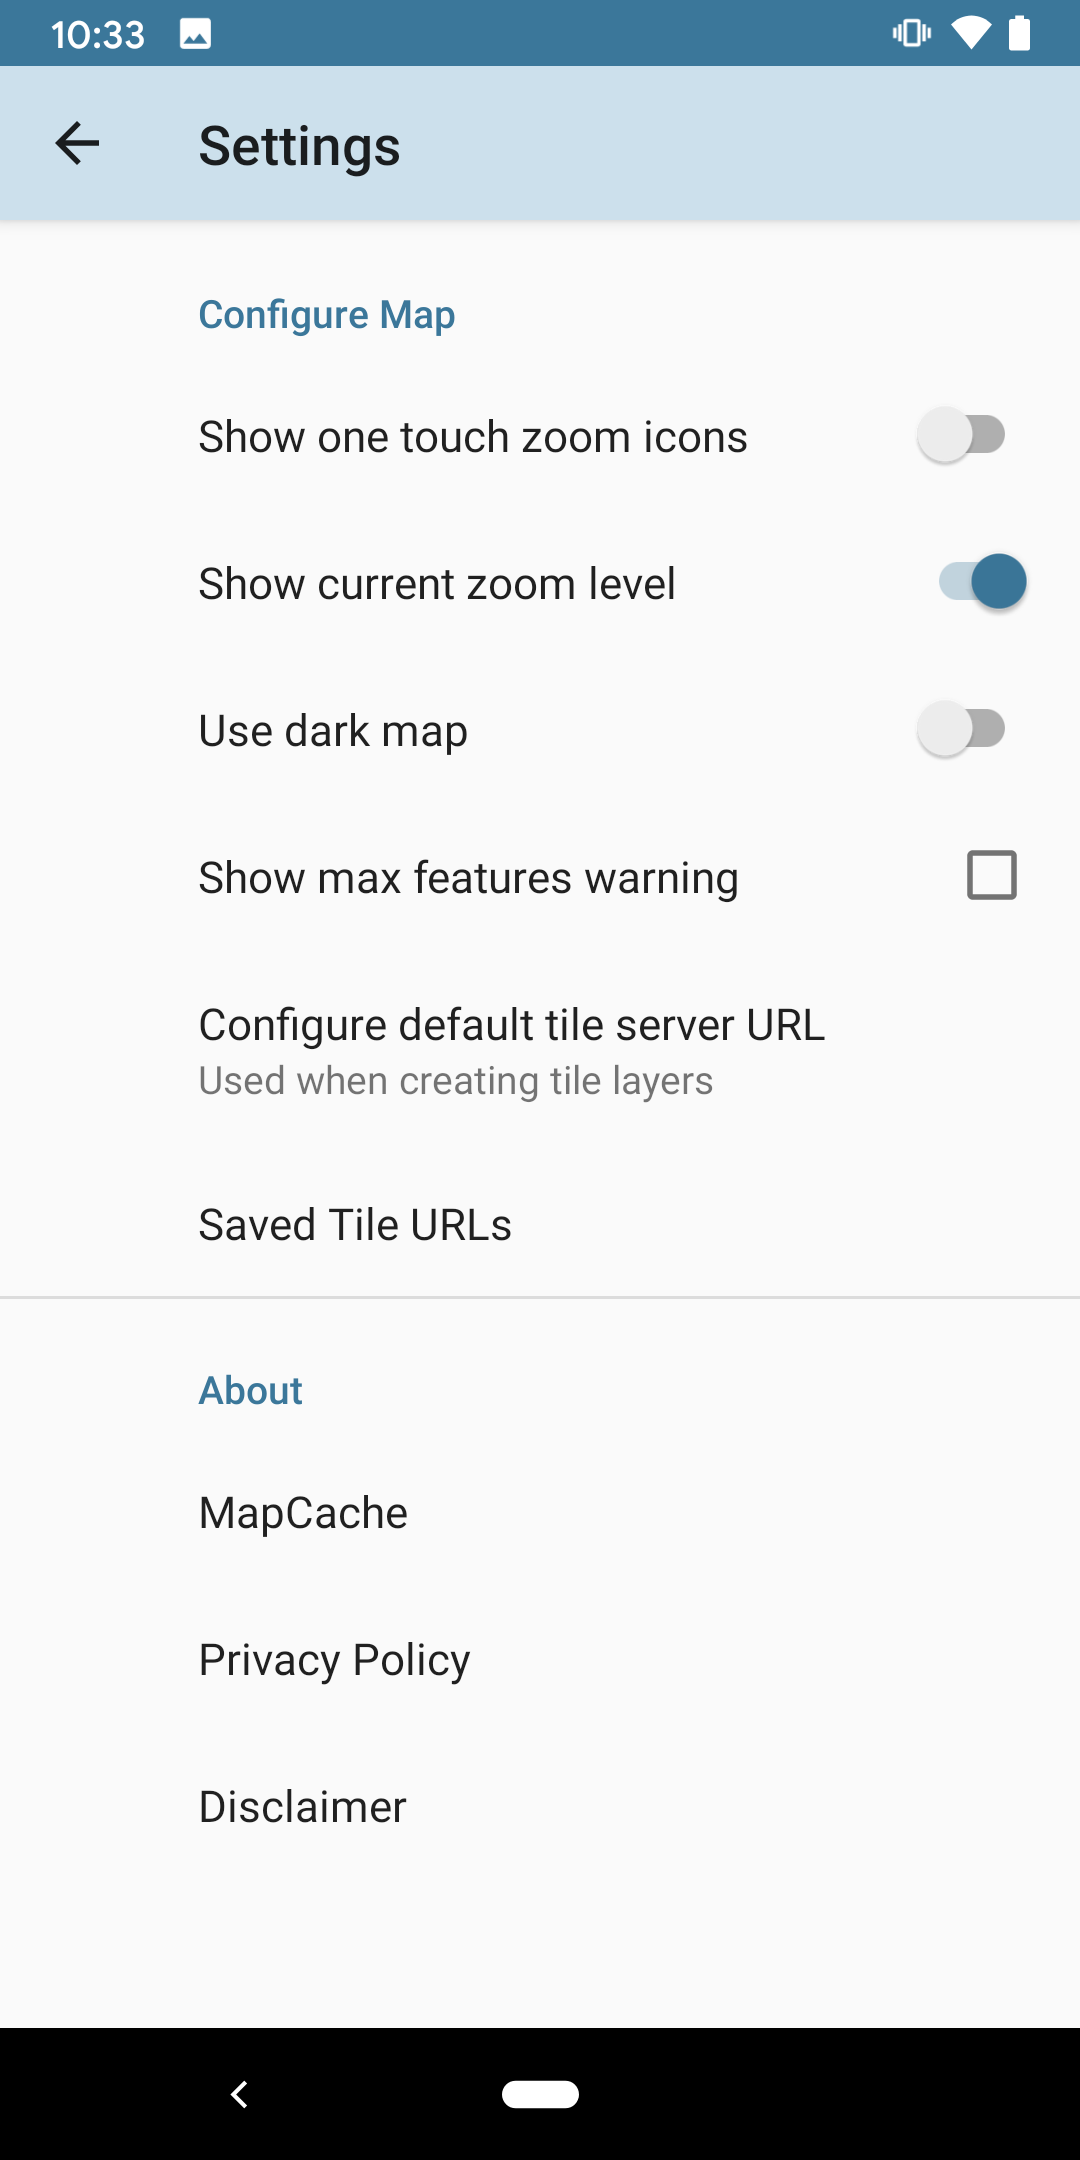 10:33
Settings
Configure Map
Show one touch zoom icons
Show current zoom level
Use dark map
Show max features warning
Configure default tile server URL
Used when creating tile layers
Saved Tile URLs
About
MapCache
Privacy Policy
Disclaimer